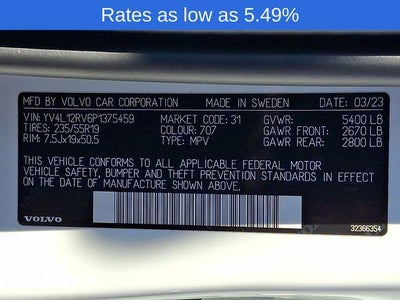 Rates as low as 5.49%
MFD BY VOLVO CAR CORPORATION MADE IN SWEDEN DATE: 03/23
VIN: YV4L12RV6P1375459 MARKET CODE: 31 GVWR: 5400 LB
TIRES: 235/55R19 COLOUR: 707 GAWR FRONT: 2670 LB
RIM: 7.5Jx19x50.5 TYPE: MPV GAWR REAR: 2800 LB
THIS VEHICLE CONFORMS TO ALL APPLICABLE FEDERAL MOTOR
VEHICLE SAFETY, BUMPER AND THEFT PREVENTION STANDARDS IN
EFFECT ON THE DATE OF MANUFACTURE SHOWN ABOVE.
VOLVO 32366354